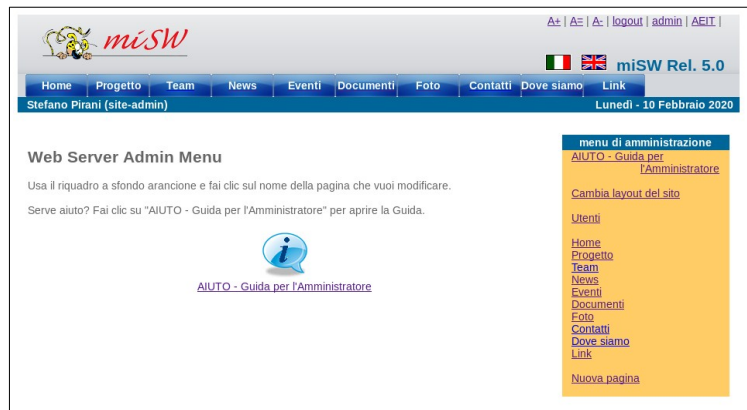 A+ | A= | A- | logout | admin | AEIT |
miSW
miSW Rel. 5.0
Home Progetto Team News Eventi Documenti Foto Contatti Dove siamo Link
Stefano Pirani (site-admin) Lunedì - 10 Febbraio 2020
Web Server Admin Menu
Usa il riquadro a sfondo arancione e fai clic sul nome della pagina che vuoi modificare.
Serve aiuto? Fai clic su "AIUTO - Guida per l'Amministratore" per aprire la Guida.
i
AIUTO - Guida per l'Amministratore
menu di amministrazione
AIUTO - Guida per
l'Amministratore
Cambia layout del sito
Utenti
Home
Progetto
Team
News
Eventi
Documenti
Foto
Contatti
Dove siamo
Link
Nuova pagina